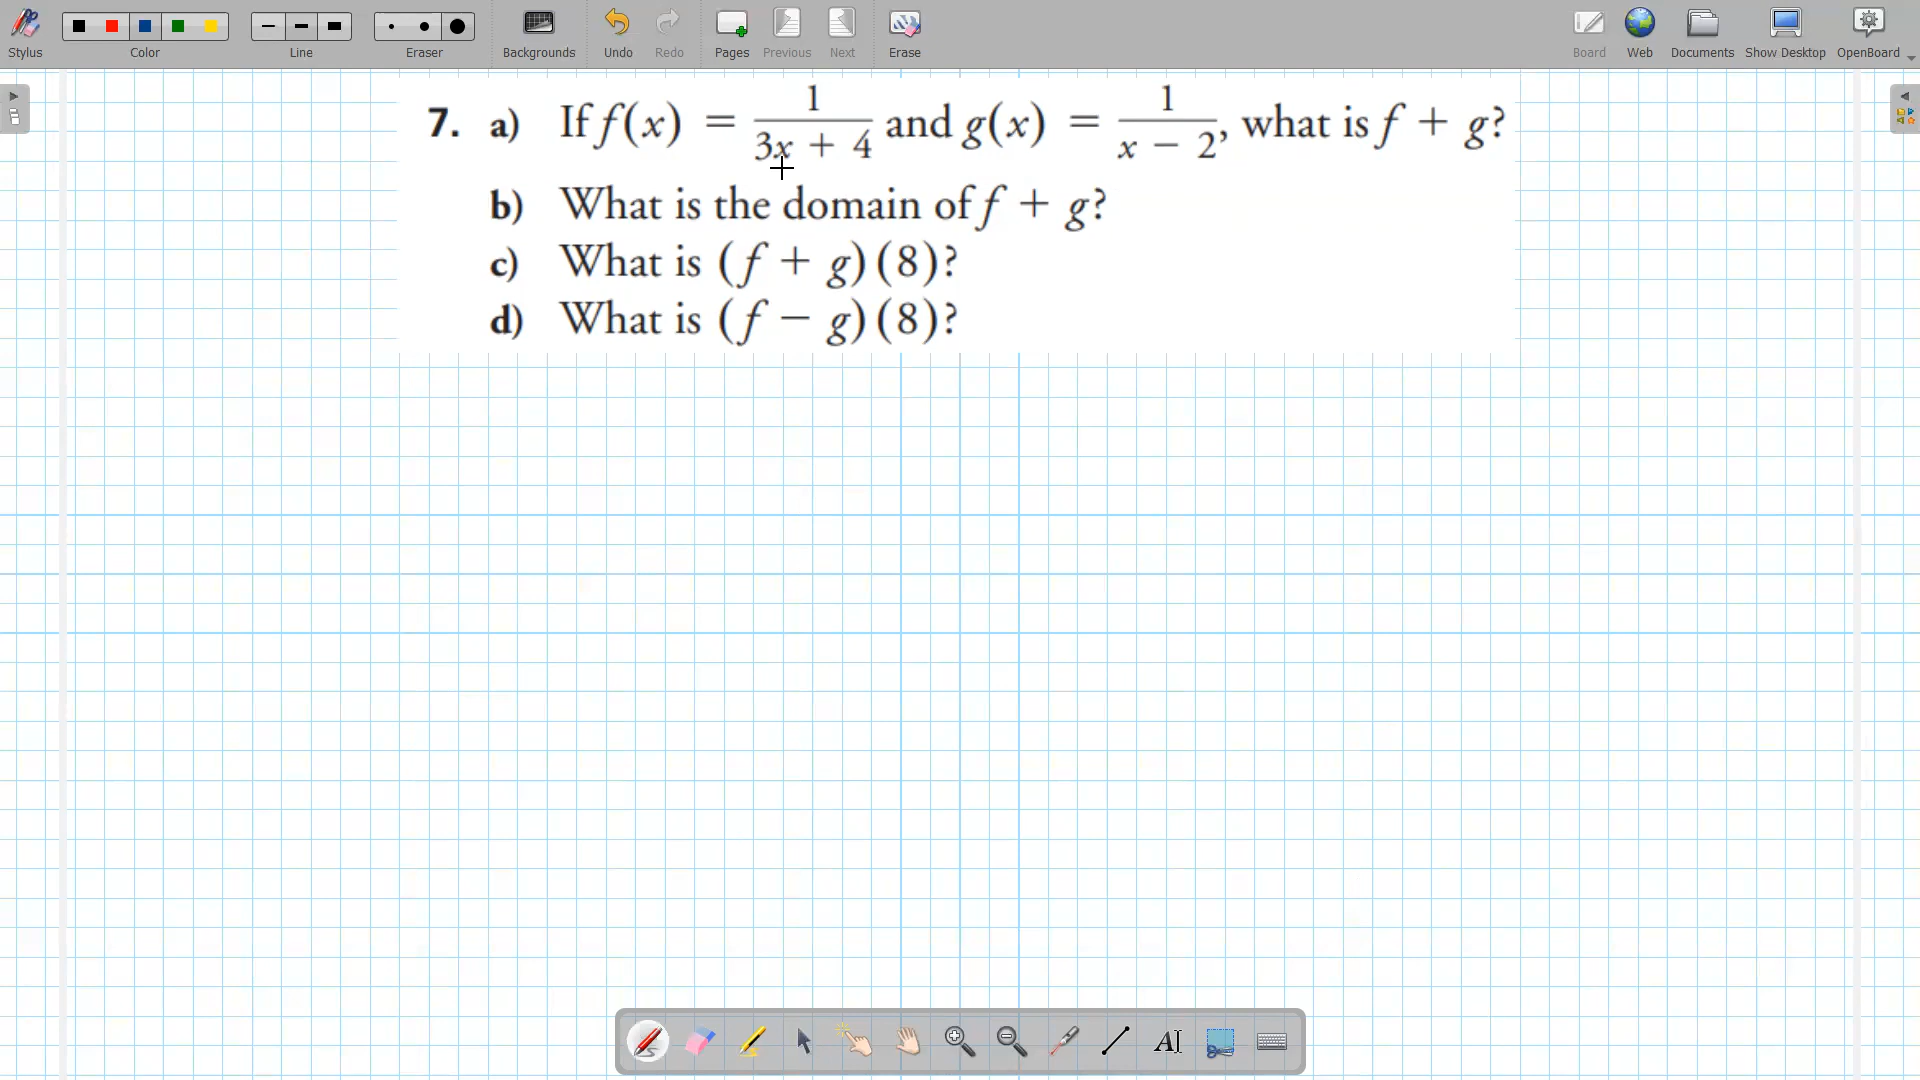 Stylus Color Line Eraser Backgrounds Undo Redo Pages Previous Next Erase Board Web Documents Show Desktop OpenBoard
7. a) If f(x) = 1/(3x + 4) and g(x) = 1/(x − 2), what is f + g?
b) What is the domain of f + g?
c) What is (f + g)(8)?
d) What is (f − g)(8)?